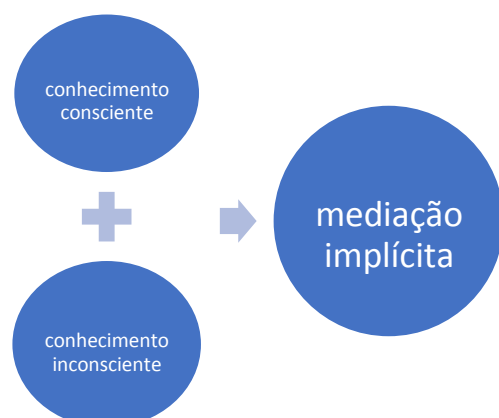 conhecimento
consciente
mediação
implícita
conhecimento
inconsciente